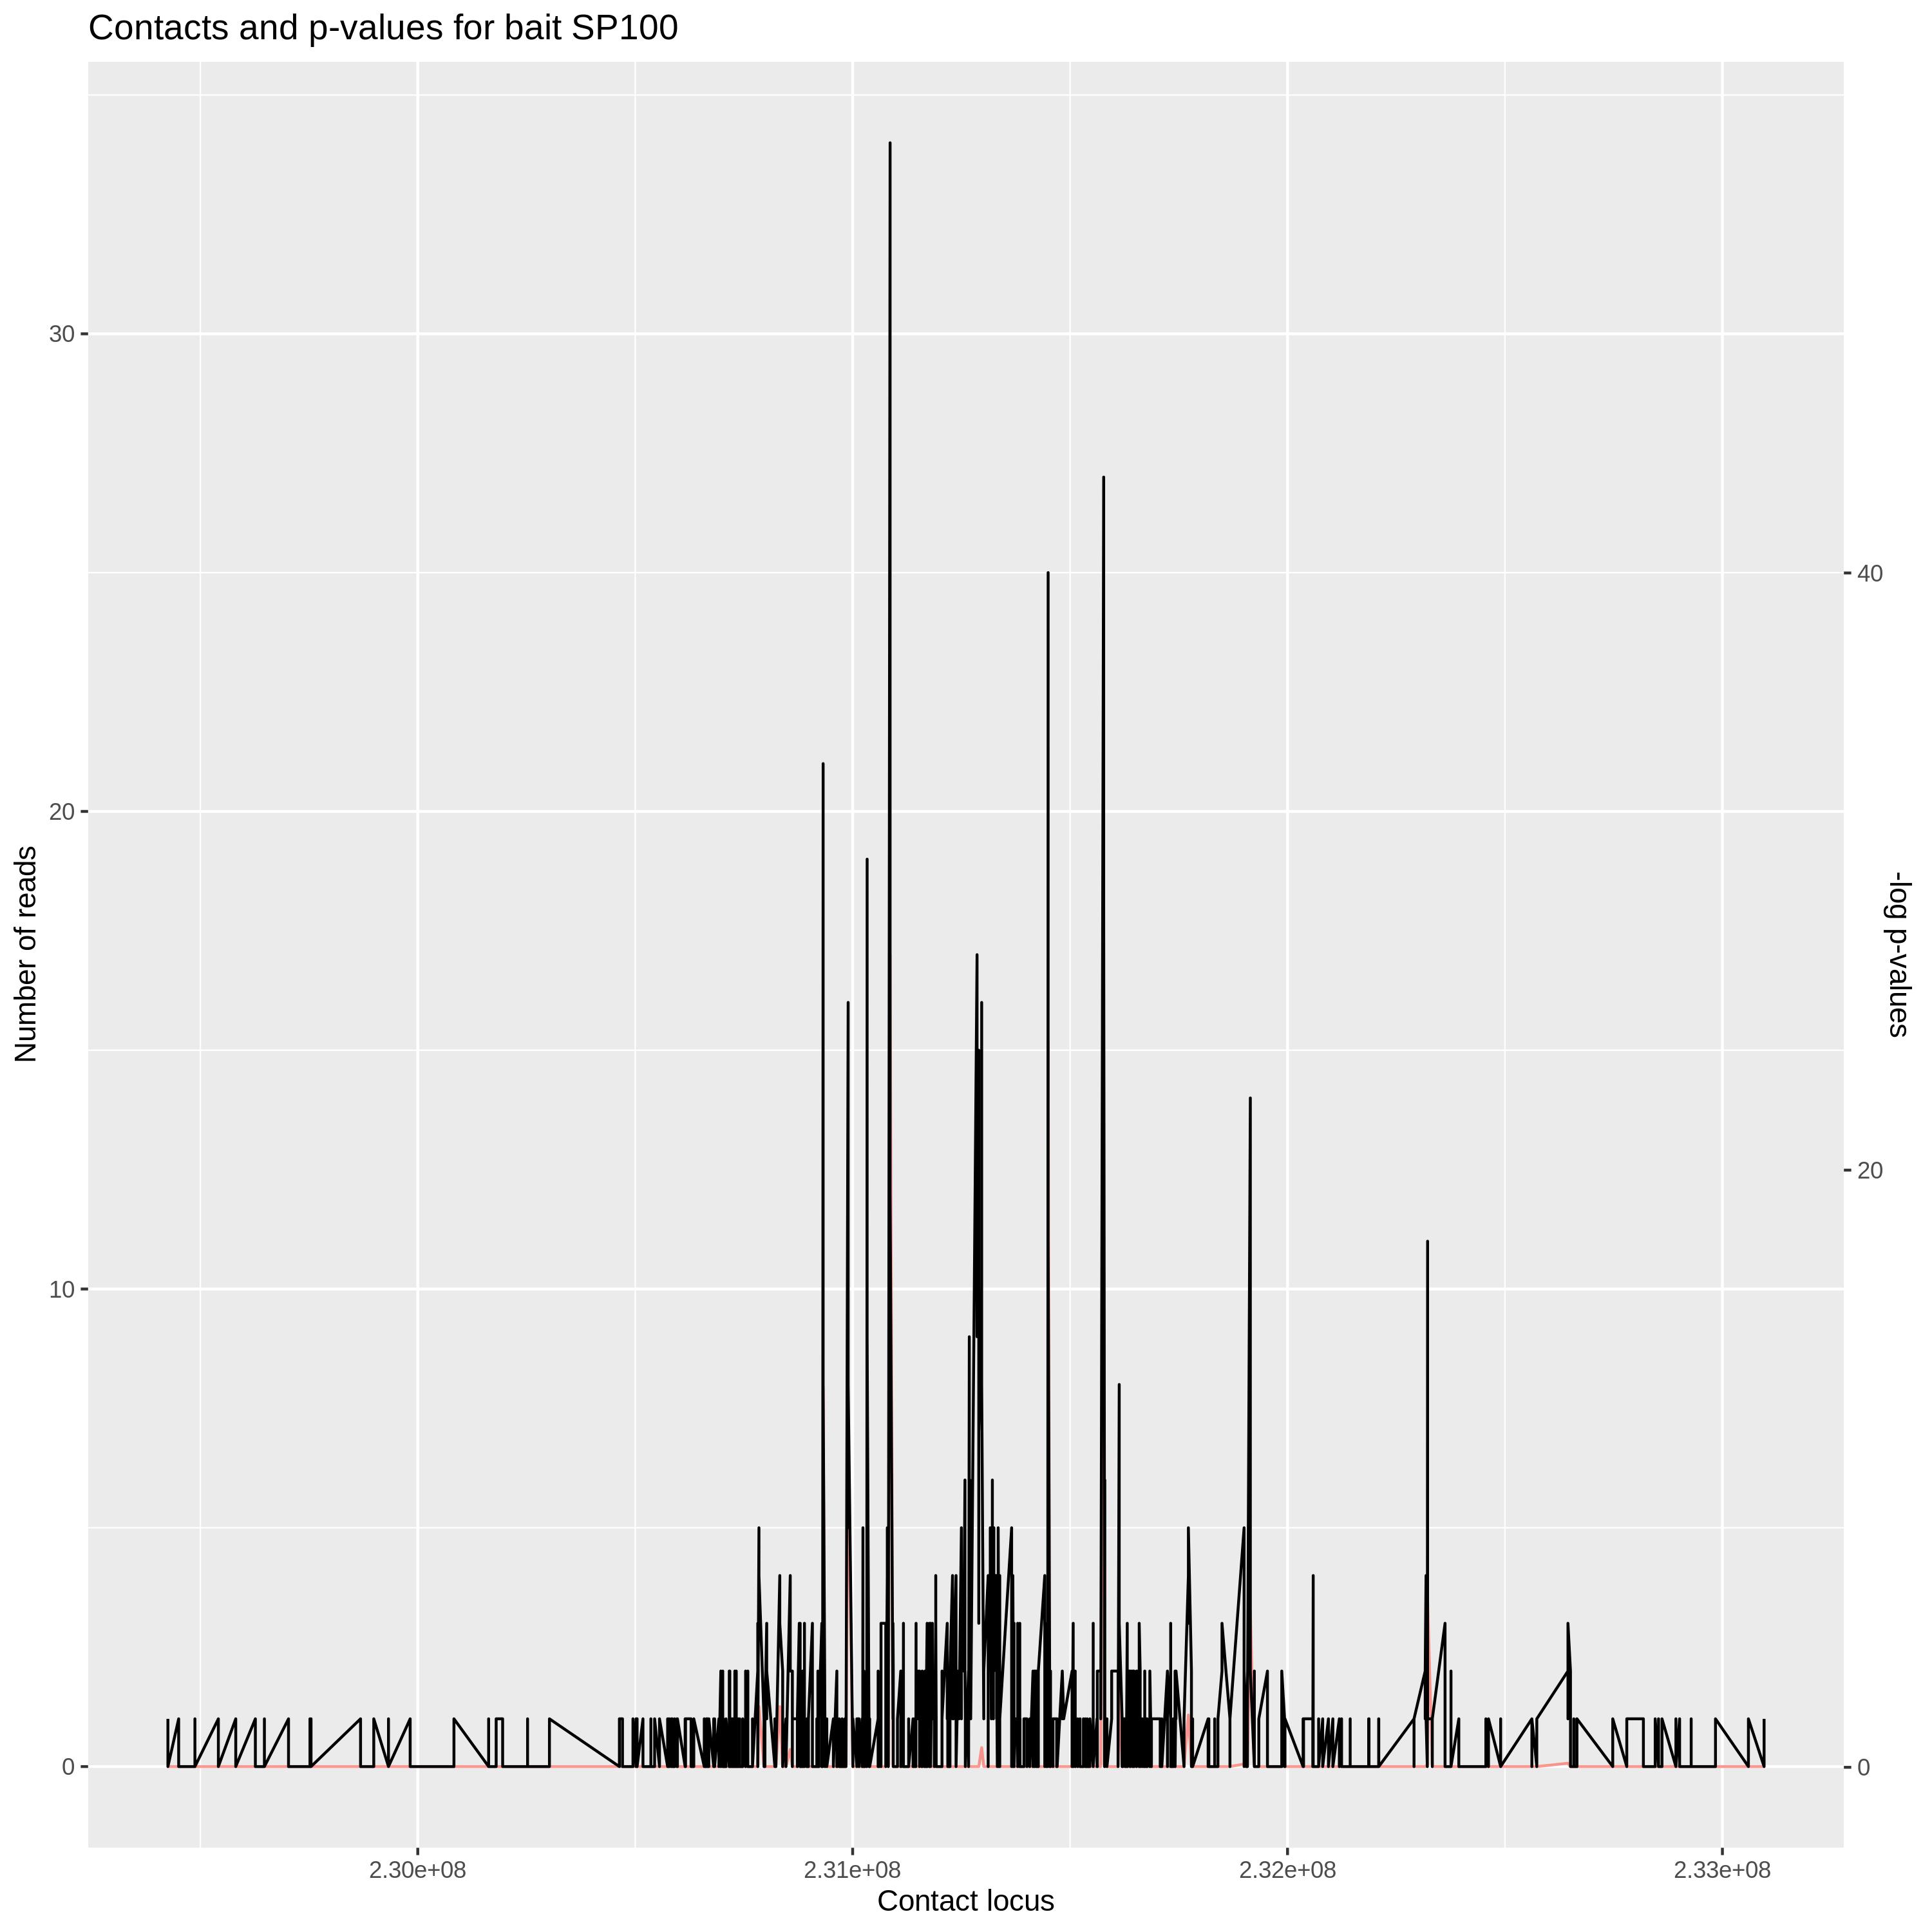 Contacts and p-values for bait SP100
30
20
10
0
Number of reads
40
20
0
-log p-values
2.30e+08
2.31e+08
2.32e+08
2.33e+08
Contact locus